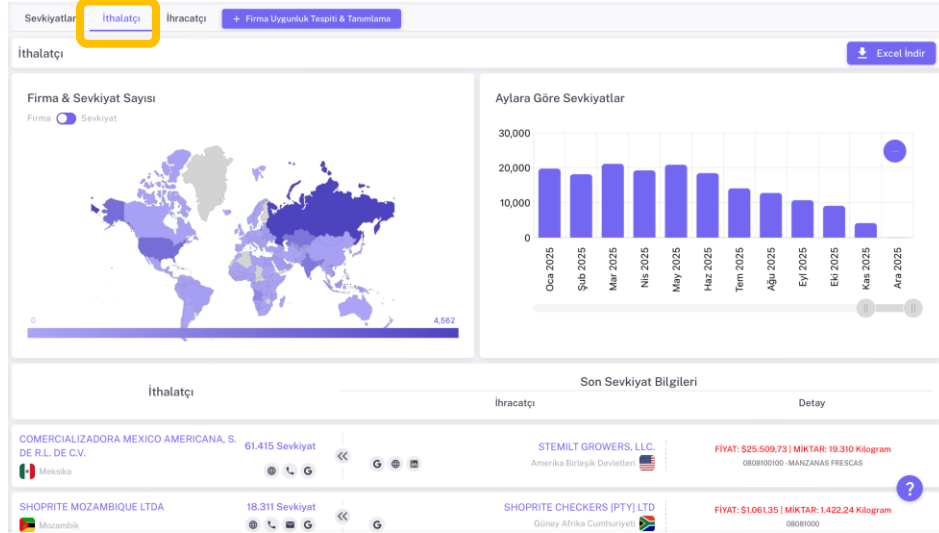 Sevkiyatlar İthalatçı İhracatçı + Firma Uygunluk Tespiti & Tanımlama
İthalatçı
Excel İndir
Firma & Sevkiyat Sayısı
Firma Sevkiyat
0 4,562
Aylara Göre Sevkiyatlar
30,000
20,000
10,000
0
Oca 2025 Şub 2025 Mar 2025 Nis 2025 May 2025 Haz 2025 Tem 2025 Ağu 2025 Eyl 2025 Eki 2025 Kas 2025 Ara 2025
İthalatçı
Son Sevkiyat Bilgileri
İhracatçı Detay
COMERCIALIZADORA MEXICO AMERICANA, S.
DE R.L. DE C.V.
Meksika
61.415 Sevkiyat
STEMILT GROWERS, LLC.
Amerika Birleşik Devletleri
FİYAT: $25.509,73 | MİKTAR: 19.310 Kilogram
0808100100 -MANZANAS FRESCAS
SHOPRITE MOZAMBIQUE LTDA
Mozambik
18.311 Sevkiyat
SHOPRITE CHECKERS [PTY] LTD
Güney Afrika Cumhuriyeti
FİYAT: $1.061,35 | MİKTAR: 1.422,24 Kilogram
08081000
?